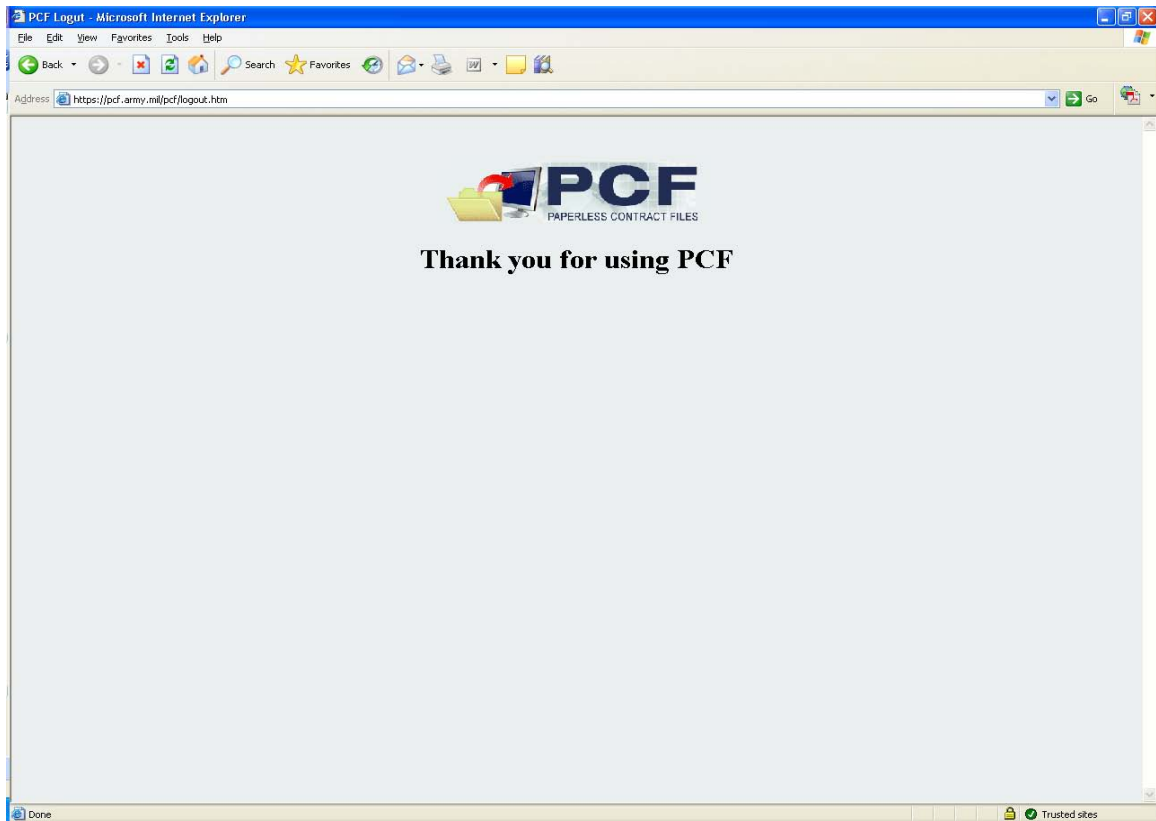 PCF Logut - Microsoft Internet Explorer
File Edit View Favorites Tools Help
Back Search Favorites
Address https://pcf.army.mil/pcf/logout.htm Go
PCF
PAPERLESS CONTRACT FILES
Thank you for using PCF
Done Trusted sites